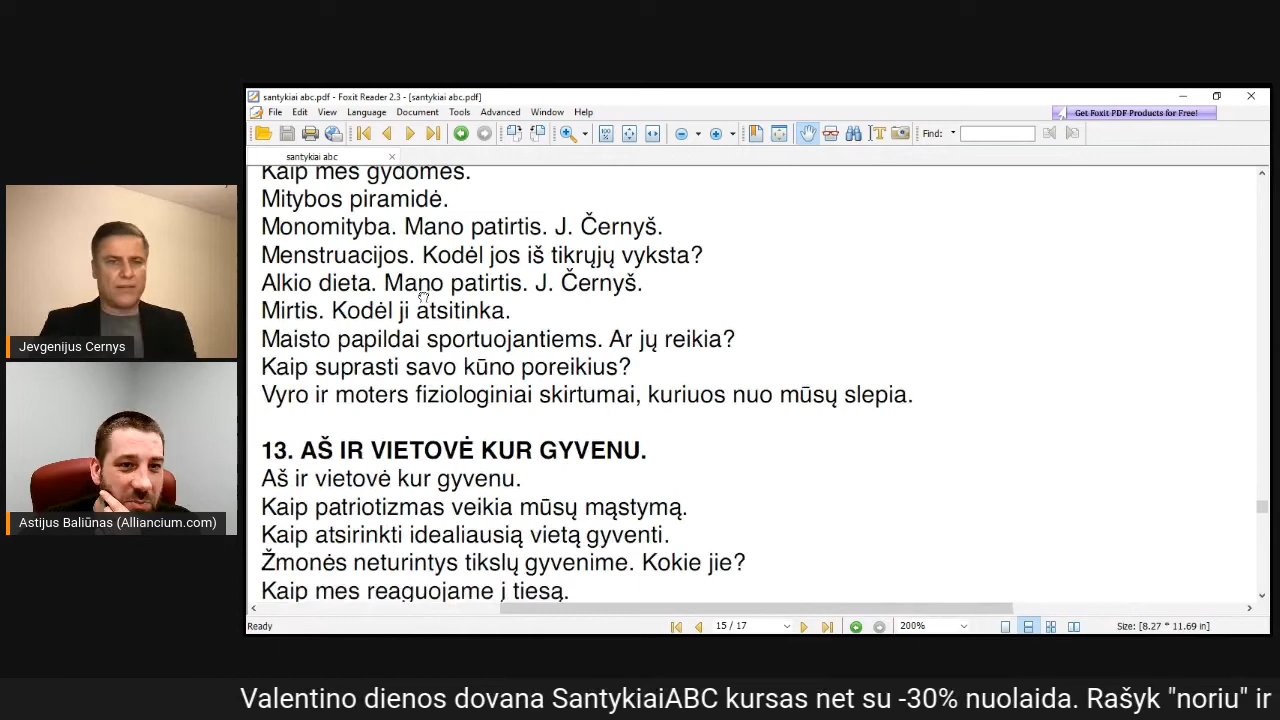 santykiai abc.pdf - Foxit Reader 2.3 - [santykiai abc.pdf]
File Edit View Language Document Tools Advanced Window Help
Get Foxit PDF Products for Free!
Find:
santykiai abc
Kaip mes gydomės.
Mitybos piramidė.
Monomityba. Mano patirtis. J. Černyš.
Menstruacijos. Kodėl jos iš tikrųjų vyksta?
Alkio dieta. Mano patirtis. J. Černyš.
Mirtis. Kodėl ji atsitinka.
Maisto papildai sportuojantiems. Ar jų reikia?
Kaip suprasti savo kūno poreikius?
Vyro ir moters fiziologiniai skirtumai, kuriuos nuo mūsų slepia.
13. AŠ IR VIETOVĖ KUR GYVENU.
Aš ir vietovė kur gyvenu.
Kaip patriotizmas veikia mūsų mąstymą.
Kaip atsirinkti idealiausią vietą gyventi.
Žmonės neturintys tikslų gyvenime. Kokie jie?
Kaip mes reaguojame į tiesą.
Ready
15 / 17
200%
Size: [8.27 * 11.69 in]
Jevgenijus Cernys
Astijus Baliūnas (Alliancium.com)
Valentino dienos dovana SantykiaiABC kursas net su -30% nuolaida. Rašyk "noriu" ir